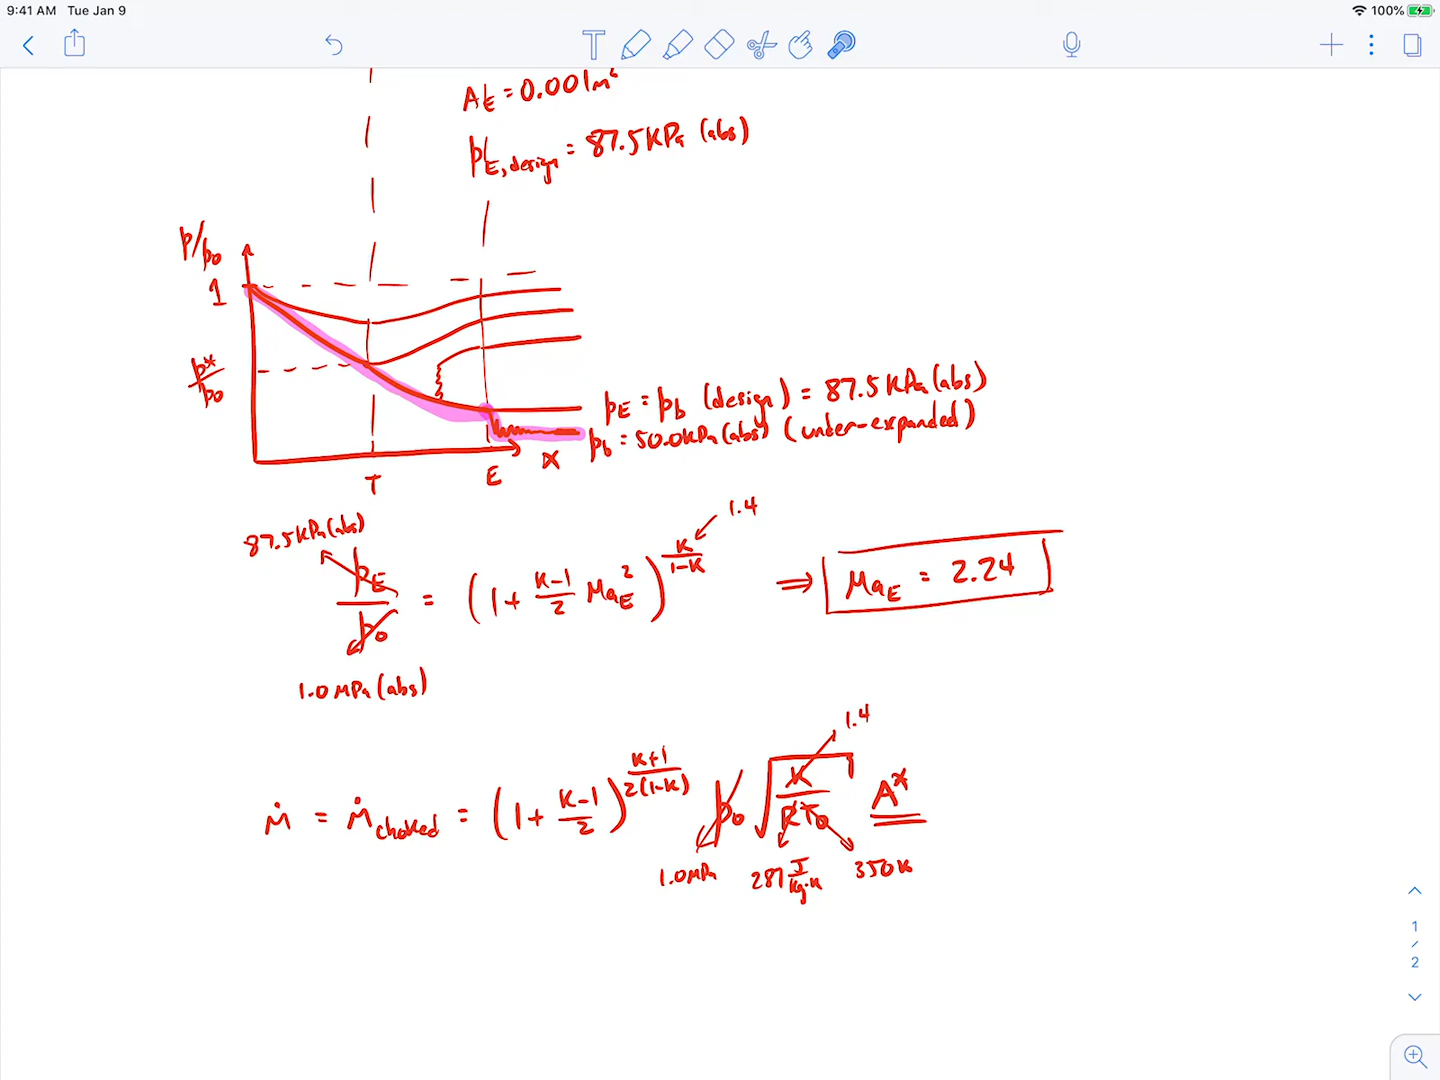 9:41 AM Tue Jan 9
100%
A_E = 0.001 m²
p_E,design = 87.5 kPa (abs)
p/p₀
1
p*/p₀
p_E = p_b (design) = 87.5 kPa (abs)
p_b = 50.0 kPa (abs) (under-expanded)
T
E
x
87.5 kPa (abs)
1.4
p_E/p₀ = (1 + (k-1)/2 Ma_E²)^(k/(1-k)) ⇒ Ma_E = 2.24
1.0 MPa (abs)
1.4
ṁ = ṁ_choked = (1 + (k-1)/2)^((k+1)/(2(1-k))) p₀ √(k/(RT₀)) A*
1.0 MPa
287 J/(kg·K)
350 K
1
/
2